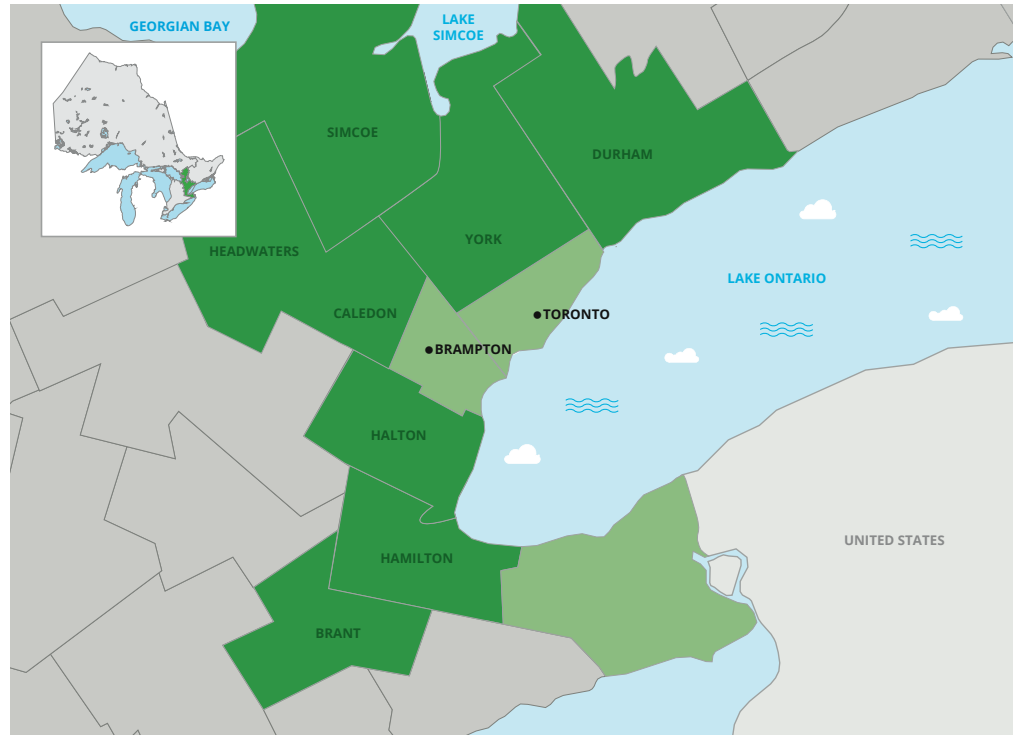 GEORGIAN BAY
LAKE
SIMCOE
SIMCOE
DURHAM
YORK
HEADWATERS
LAKE ONTARIO
CALEDON
TORONTO
BRAMPTON
HALTON
UNITED STATES
HAMILTON
BRANT